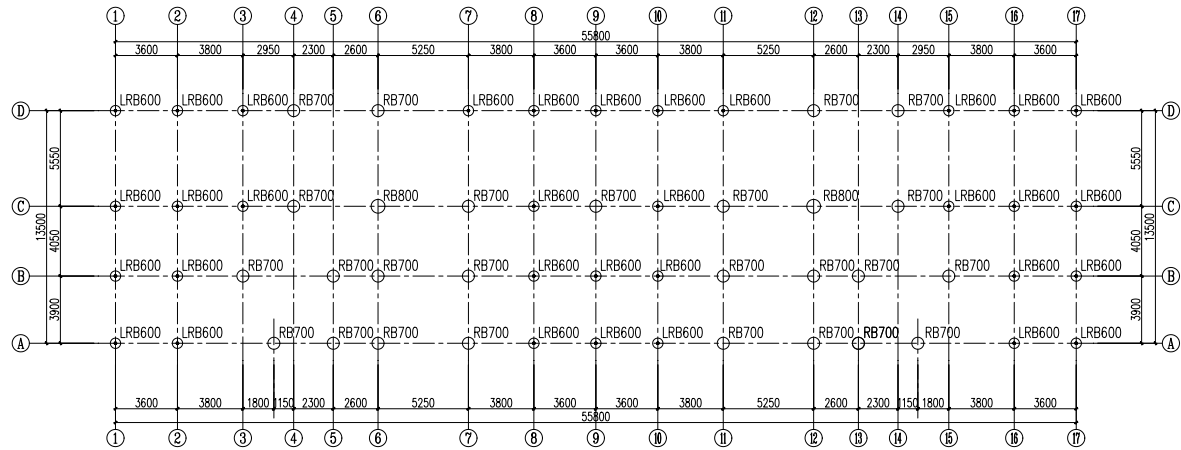 1 2 3 4 5 6 7 8 9 10 11 12 13 14 15 16 17
55800
3600 3800 2950 2300 2600 5250 3800 3600 3600 3800 5250 2600 2300 2950 3800 3600
D LRB600 LRB600 LRB600 RB700 RB700 LRB600 LRB600 LRB600 LRB600 LRB600 RB700 RB700 LRB600 LRB600 LRB600 D
5550 5550
C LRB600 LRB600 LRB600 RB700 RB800 RB700 LRB600 RB700 LRB600 RB700 RB800 RB700 LRB600 LRB600 LRB600 C
13500 4050 4050 13500
B LRB600 LRB600 RB700 RB700 RB700 RB700 LRB600 LRB600 LRB600 RB700 RB700 RB700 RB700 LRB600 LRB600 B
3900 3900
A LRB600 LRB600 RB700 RB700 RB700 RB700 LRB600 LRB600 LRB600 RB700 RB700 RB700 RB700 LRB600 LRB600 A
3600 3800 1800 1150 2300 2600 5250 3800 3600 3600 3800 5250 2600 2300 1150 1800 3800 3600
55800
1 2 3 4 5 6 7 8 9 10 11 12 13 14 15 16 17